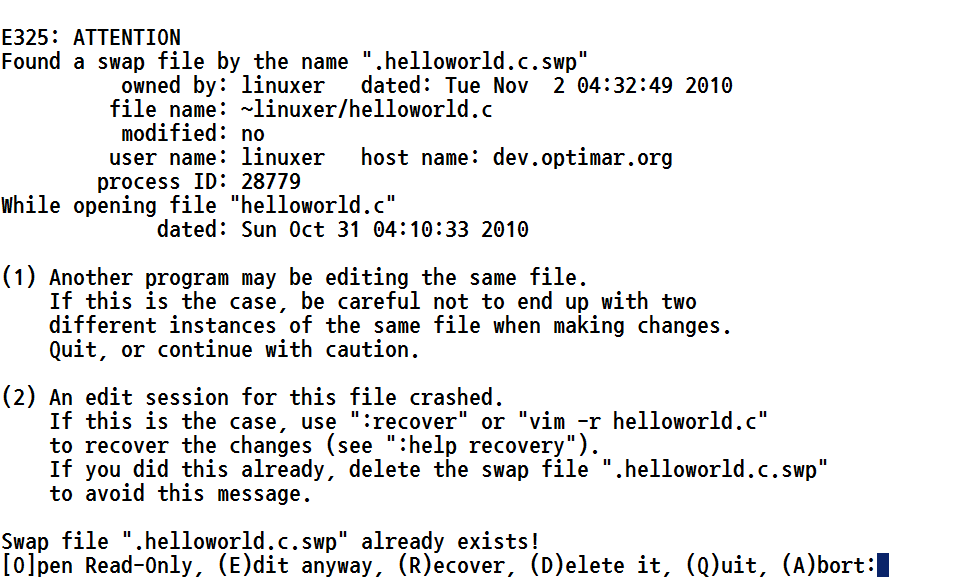 E325: ATTENTION
Found a swap file by the name ".helloworld.c.swp"
          owned by: linuxer   dated: Tue Nov  2 04:32:49 2010
         file name: ~linuxer/helloworld.c
          modified: no
         user name: linuxer   host name: dev.optimar.org
        process ID: 28779
While opening file "helloworld.c"
             dated: Sun Oct 31 04:10:33 2010

(1) Another program may be editing the same file.
    If this is the case, be careful not to end up with two
    different instances of the same file when making changes.
    Quit, or continue with caution.

(2) An edit session for this file crashed.
    If this is the case, use ":recover" or "vim -r helloworld.c"
    to recover the changes (see ":help recovery").
    If you did this already, delete the swap file ".helloworld.c.swp"
    to avoid this message.

Swap file ".helloworld.c.swp" already exists!
[O]pen Read-Only, (E)dit anyway, (R)ecover, (D)elete it, (Q)uit, (A)bort: